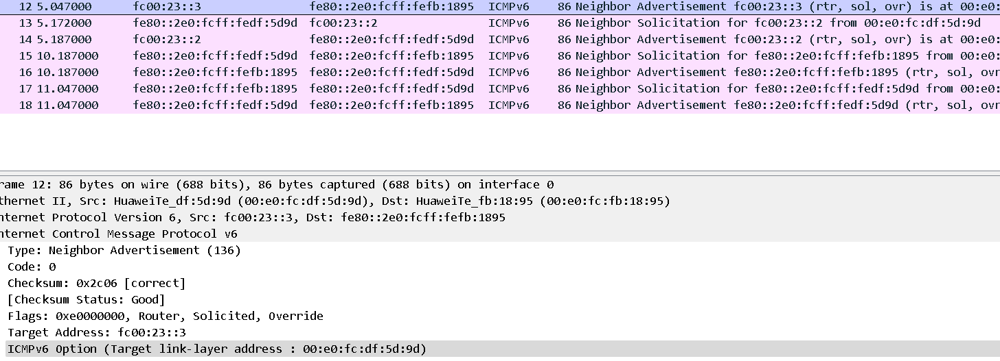 12 5.047000 fc00:23::3 fe80::2e0:fcff:fefb:1895 ICMPv6 86 Neighbor Advertisement fc00:23::3 (rtr, sol, ovr) is at 00:e0:
13 5.172000 fe80::2e0:fcff:fedf:5d9d fc00:23::2 ICMPv6 86 Neighbor Solicitation for fc00:23::2 from 00:e0:fc:df:5d:9d
14 5.187000 fc00:23::2 fe80::2e0:fcff:fedf:5d9d ICMPv6 86 Neighbor Advertisement fc00:23::2 (rtr, sol, ovr) is at 00:e0:
15 10.187000 fe80::2e0:fcff:fedf:5d9d fe80::2e0:fcff:fefb:1895 ICMPv6 86 Neighbor Solicitation for fe80::2e0:fcff:fefb:1895 from 00:e0:
16 10.187000 fe80::2e0:fcff:fefb:1895 fe80::2e0:fcff:fedf:5d9d ICMPv6 86 Neighbor Advertisement fe80::2e0:fcff:fefb:1895 (rtr, sol, ovr
17 11.047000 fe80::2e0:fcff:fefb:1895 fe80::2e0:fcff:fedf:5d9d ICMPv6 86 Neighbor Solicitation for fe80::2e0:fcff:fedf:5d9d from 00:e0:
18 11.047000 fe80::2e0:fcff:fedf:5d9d fe80::2e0:fcff:fefb:1895 ICMPv6 86 Neighbor Advertisement fe80::2e0:fcff:fedf:5d9d (rtr, sol, ovr
rame 12: 86 bytes on wire (688 bits), 86 bytes captured (688 bits) on interface 0
thernet II, Src: HuaweiTe_df:5d:9d (00:e0:fc:df:5d:9d), Dst: HuaweiTe_fb:18:95 (00:e0:fc:fb:18:95)
nternet Protocol Version 6, Src: fc00:23::3, Dst: fe80::2e0:fcff:fefb:1895
nternet Control Message Protocol v6
Type: Neighbor Advertisement (136)
Code: 0
Checksum: 0x2c06 [correct]
[Checksum Status: Good]
Flags: 0xe0000000, Router, Solicited, Override
Target Address: fc00:23::3
ICMPv6 Option (Target link-layer address : 00:e0:fc:df:5d:9d)